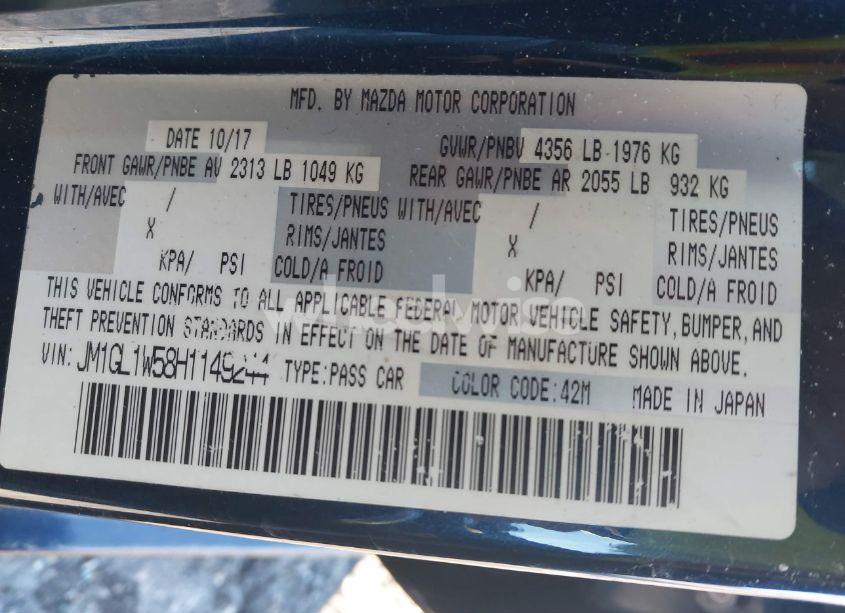 MFD. BY MAZDA MOTOR CORPORATION
DATE 10/17 GVWR/PNBV 4356 LB 1976 KG
FRONT GAWR/PNBE AV 2313 LB 1049 KG REAR GAWR/PNBE AR 2055 LB 932 KG
WITH/AVEC / TIRES/PNEUS WITH/AVEC / TIRES/PNEUS
X RIMS/JANTES X RIMS/JANTES
KPA/ PSI COLD/A FROID KPA/ PSI COLD/A FROID
THIS VEHICLE CONFORMS TO ALL APPLICABLE FEDERAL MOTOR VEHICLE SAFETY, BUMPER, AND
THEFT PREVENTION STANDARDS IN EFFECT ON THE DATE OF MANUFACTURE SHOWN ABOVE.
VIN: JM1GL1W58H1149244 TYPE:PASS CAR COLOR CODE:42M MADE IN JAPAN
wheelwise